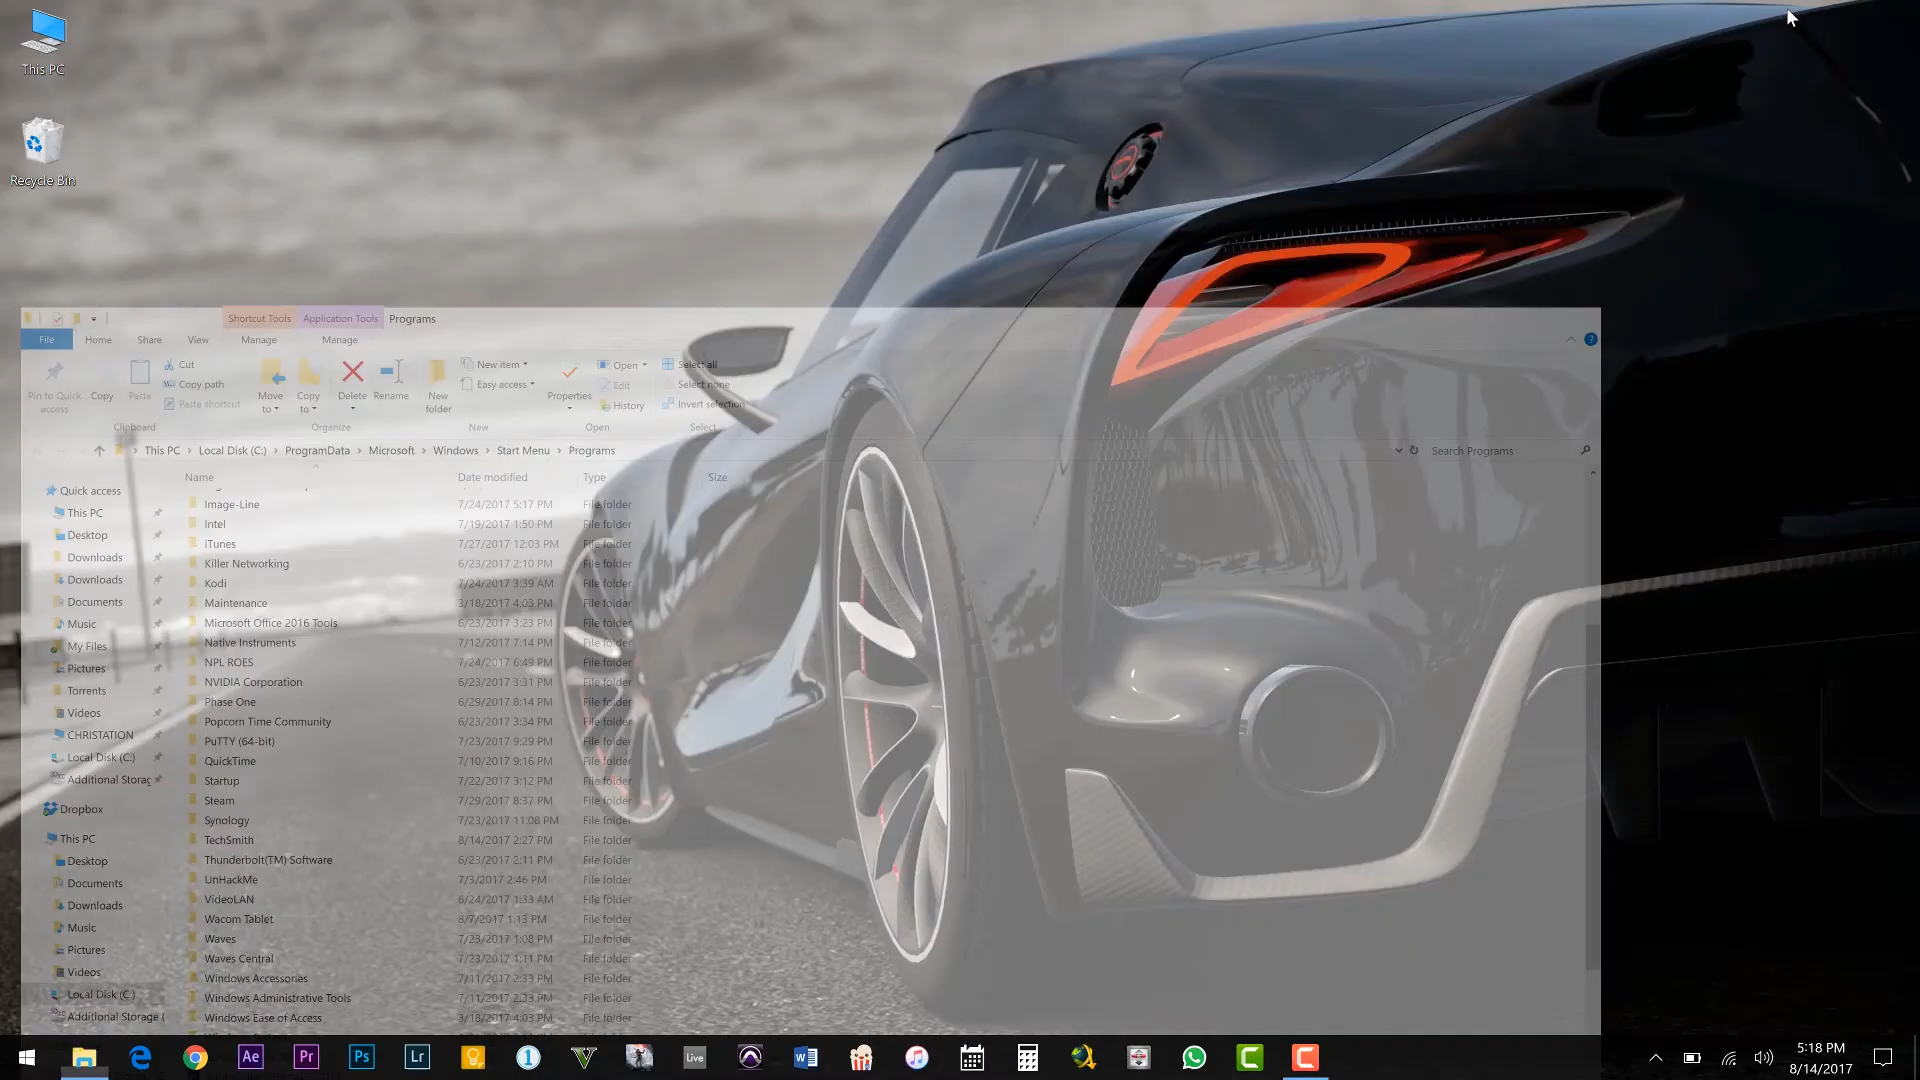 This PC
Recycle Bin
Shortcut Tools Application Tools Programs
File Home Share View Manage Manage
Pin to Quick access
Copy
Paste
Cut
Copy path
Paste shortcut
Clipboard
Move to
Copy to
Delete
Rename
Organize
New folder
New item
Easy access
New
Properties
Open
Edit
History
Open
Select all
Select none
Invert selection
Select
This PC Local Disk (C:) ProgramData Microsoft Windows Start Menu Programs
Search Programs
Name Date modified Type Size
Quick access
This PC
Desktop
Downloads
Downloads
Documents
Music
My Files
Pictures
Torrents
Videos
CHRISTATION
Local Disk (C:)
Additional Storag
Dropbox
This PC
Desktop
Documents
Downloads
Music
Pictures
Videos
Local Disk (C:)
Additional Storage (
Image-Line 7/24/2017 5:17 PM File folder
Intel 7/19/2017 1:50 PM File folder
iTunes 7/27/2017 12:03 PM File folder
Killer Networking 6/23/2017 2:10 PM File folder
Kodi 7/24/2017 3:39 AM File folder
Maintenance 3/18/2017 4:03 PM File folder
Microsoft Office 2016 Tools 6/23/2017 3:23 PM File folder
Native Instruments 7/12/2017 7:14 PM File folder
NPL ROES 7/24/2017 6:49 PM File folder
NVIDIA Corporation 6/23/2017 3:31 PM File folder
Phase One 6/29/2017 8:14 PM File folder
Popcorn Time Community 6/23/2017 3:34 PM File folder
PuTTY (64-bit) 7/23/2017 9:29 PM File folder
QuickTime 7/10/2017 9:16 PM File folder
Startup 7/22/2017 3:12 PM File folder
Steam 7/29/2017 8:37 PM File folder
Synology 7/23/2017 11:08 PM File folder
TechSmith 8/14/2017 2:27 PM File folder
Thunderbolt(TM) Software 6/23/2017 2:11 PM File folder
UnHackMe 7/3/2017 2:46 PM File folder
VideoLAN 6/24/2017 1:33 AM File folder
Wacom Tablet 8/7/2017 1:13 PM File folder
Waves 7/23/2017 1:08 PM File folder
Waves Central 7/23/2017 1:11 PM File folder
Windows Accessories 7/11/2017 2:33 PM File folder
Windows Administrative Tools 7/11/2017 2:33 PM File folder
Windows Ease of Access 3/18/2017 4:03 PM File folder
Ae Pr Ps Lr Live
5:18 PM
8/14/2017